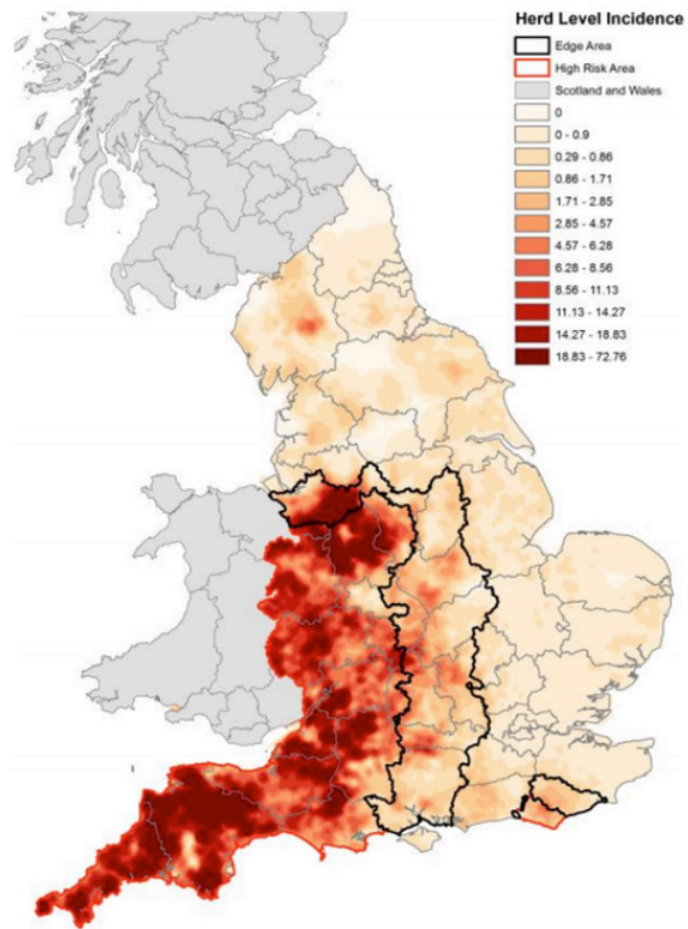 Herd Level Incidence
Edge Area
High Risk Area
Scotland and Wales
0
0 - 0.9
0.29 - 0.86
0.86 - 1.71
1.71 - 2.85
2.85 - 4.57
4.57 - 6.28
6.28 - 8.56
8.56 - 11.13
11.13 - 14.27
14.27 - 18.83
18.83 - 72.76